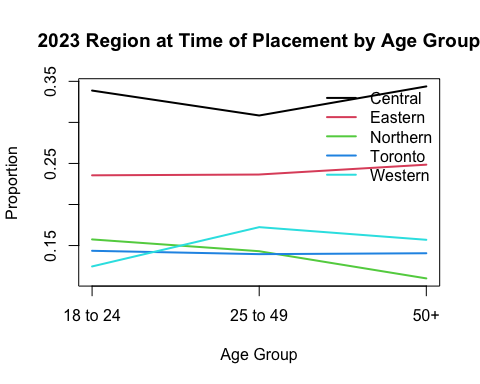 2023 Region at Time of Placement by Age Group
0.35
0.25
0.15
Proportion
Central
Eastern
Northern
Toronto
Western
18 to 24 25 to 49 50+
Age Group